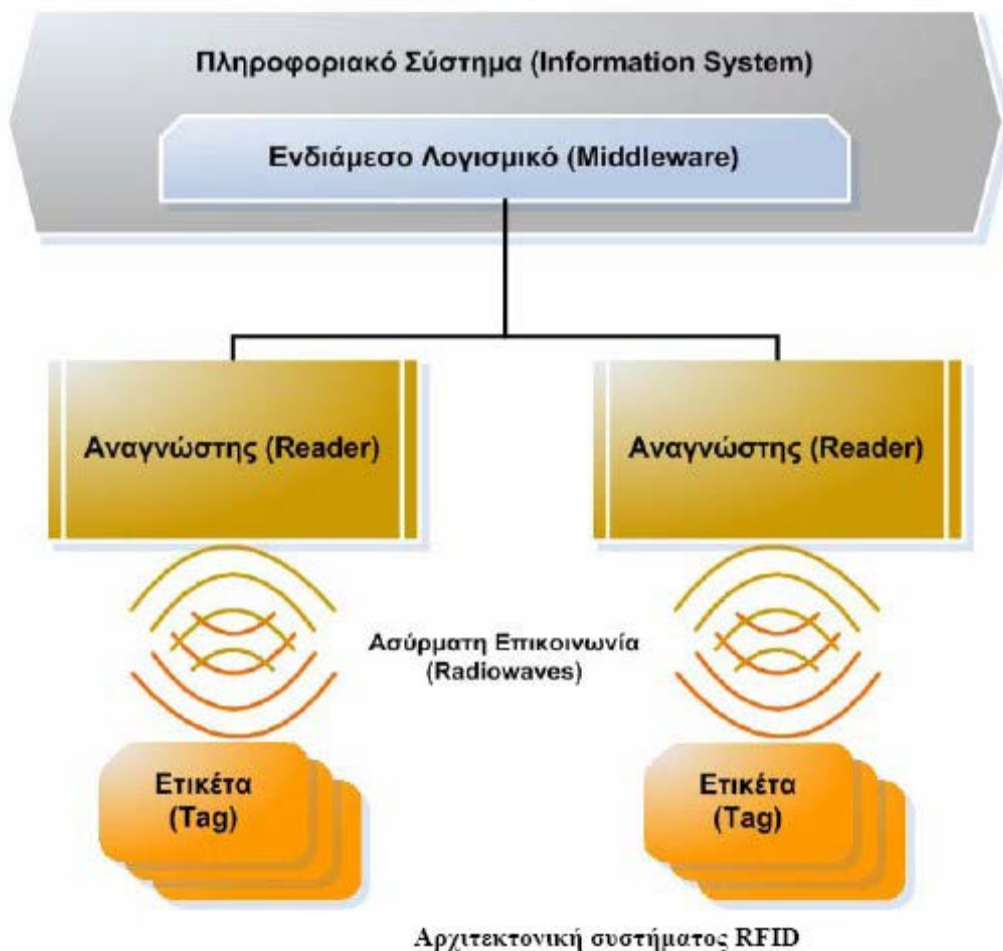 Πληροφοριακό Σύστημα (Information System)
Ενδιάμεσο Λογισμικό (Middleware)
Αναγνώστης (Reader)
Αναγνώστης (Reader)
Ασύρματη Επικοινωνία
(Radiowaves)
Ετικέτα
(Tag)
Ετικέτα
(Tag)
Αρχιτεκτονική συστήματος RFID